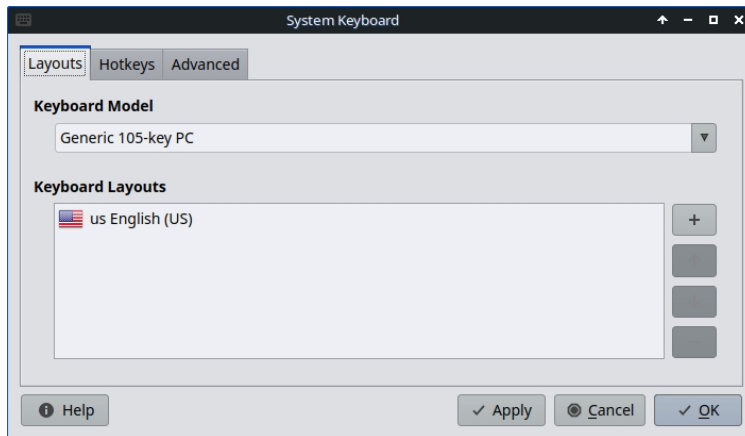 System Keyboard
Layouts Hotkeys Advanced
Keyboard Model
Generic 105-key PC
Keyboard Layouts
us English (US)
+
Help Apply Cancel OK